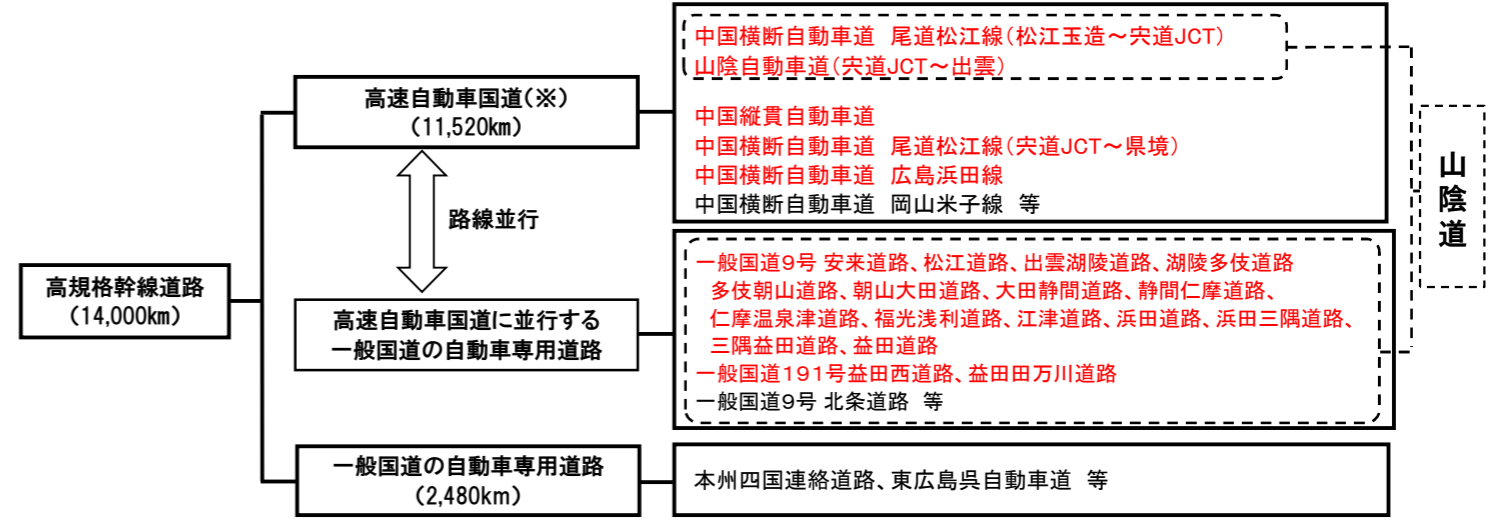 高規格幹線道路
(14,000km)
高速自動車国道(※)
(11,520km)
路線並行
高速自動車国道に並行する
一般国道の自動車専用道路
一般国道の自動車専用道路
(2,480km)
中国横断自動車道 尾道松江線(松江玉造～宍道JCT)
山陰自動車道(宍道JCT～出雲)
中国縦貫自動車道
中国横断自動車道 尾道松江線(宍道JCT～県境)
中国横断自動車道 広島浜田線
中国横断自動車道 岡山米子線 等
一般国道9号 安来道路、松江道路、出雲湖陵道路、湖陵多伎道路
多伎朝山道路、朝山大田道路、大田静間道路、静間仁摩道路、
仁摩温泉津道路、福光浅利道路、江津道路、浜田道路、浜田三隅道路、
三隅益田道路、益田道路
一般国道191号益田西道路、益田田万川道路
一般国道9号 北条道路 等
本州四国連絡道路、東広島呉自動車道 等
山陰道